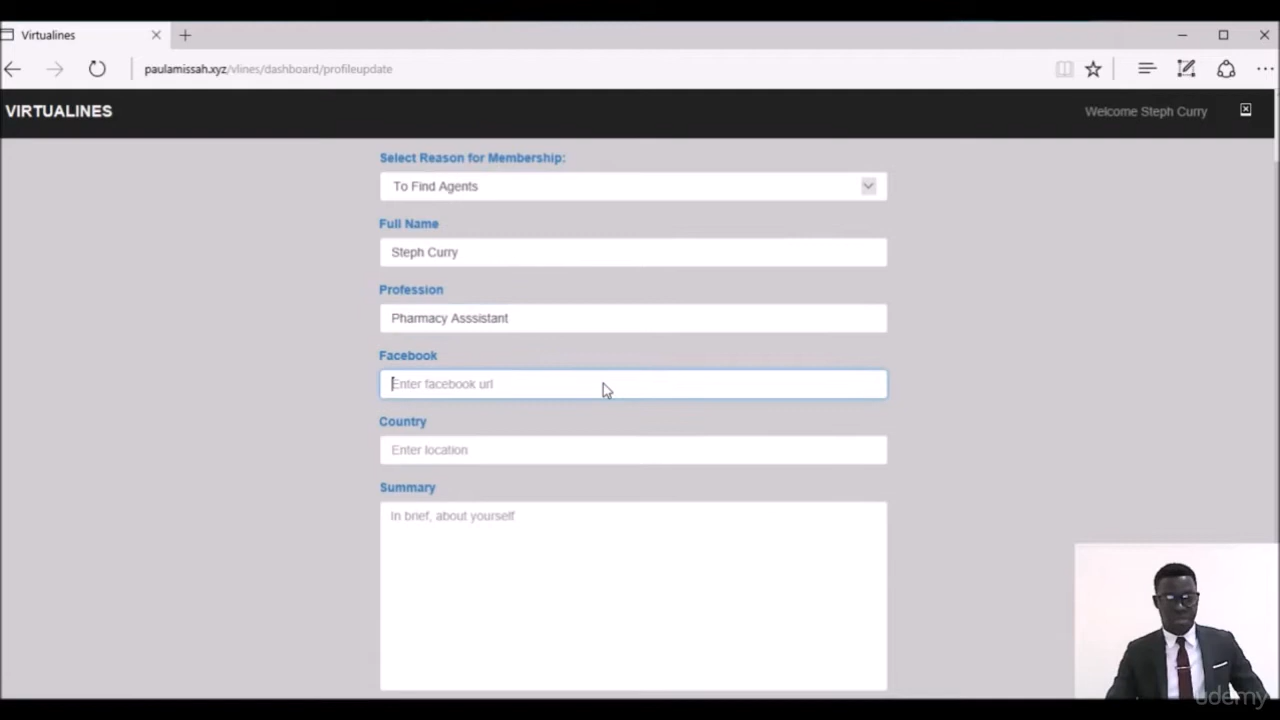 Virtualines
paulamissah.xyz/vlines/dashboard/profileupdate
VIRTUALINES
Welcome Steph Curry
Select Reason for Membership:
To Find Agents
Full Name
Steph Curry
Profession
Pharmacy Asssistant
Facebook
Enter facebook url
Country
Enter location
Summary
In brief, about yourself
udemy